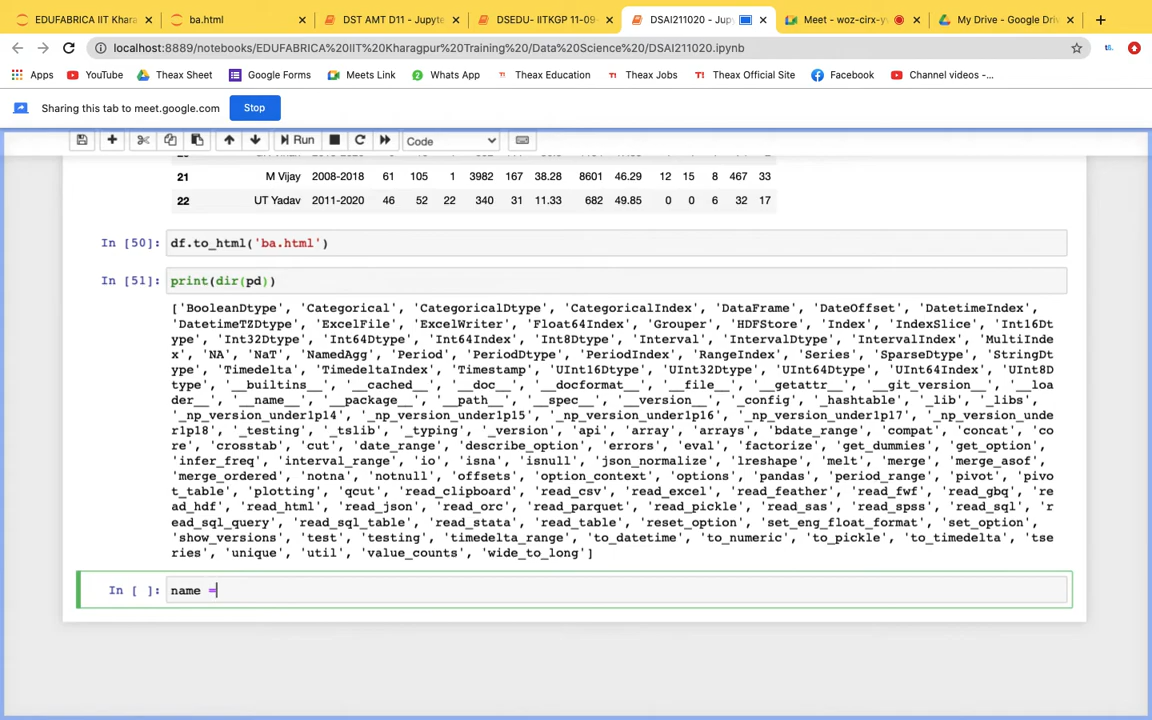 EDUFABRICA IIT Khara
ba.html
DST AMT D11 - Jupyte
DSEDU- IITKGP 11-09-
DSAI211020 - Jup
Meet - woz-cirx-yv
My Drive - Google Driv
localhost:8889/notebooks/EDUFABRICA%20IIT%20Kharagpur%20Training%20/Data%20Science%20/DSAI211020.ipynb
Apps YouTube Theax Sheet Google Forms Meets Link Whats App Theax Education Theax Jobs Theax Official Site Facebook Channel videos -...
Sharing this tab to meet.google.com Stop
Run Code
21 M Vijay 2008-2018 61 105 1 3982 167 38.28 8601 46.29 12 15 8 467 33
22 UT Yadav 2011-2020 46 52 22 340 31 11.33 682 49.85 0 0 6 32 17
In [50]: df.to_html('ba.html')
In [51]: print(dir(pd))
['BooleanDtype', 'Categorical', 'CategoricalDtype', 'CategoricalIndex', 'DataFrame', 'DateOffset', 'DatetimeIndex',
'DatetimeTZDtype', 'ExcelFile', 'ExcelWriter', 'Float64Index', 'Grouper', 'HDFStore', 'Index', 'IndexSlice', 'Int16Dt
ype', 'Int32Dtype', 'Int64Dtype', 'Int64Index', 'Int8Dtype', 'Interval', 'IntervalDtype', 'IntervalIndex', 'MultiInde
x', 'NA', 'NaT', 'NamedAgg', 'Period', 'PeriodDtype', 'PeriodIndex', 'RangeIndex', 'Series', 'SparseDtype', 'StringDt
ype', 'Timedelta', 'TimedeltaIndex', 'Timestamp', 'UInt16Dtype', 'UInt32Dtype', 'UInt64Dtype', 'UInt64Index', 'UInt8D
type', '__builtins__', '__cached__', '__doc__', '__docformat__', '__file__', '__getattr__', '__git_version__', '__loa
der__', '__name__', '__package__', '__path__', '__spec__', '__version__', '_config', '_hashtable', '_lib', '_libs',
'_np_version_under1p14', '_np_version_under1p15', '_np_version_under1p16', '_np_version_under1p17', '_np_version_unde
r1p18', '_testing', '_tslib', '_typing', '_version', 'api', 'array', 'arrays', 'bdate_range', 'compat', 'concat', 'co
re', 'crosstab', 'cut', 'date_range', 'describe_option', 'errors', 'eval', 'factorize', 'get_dummies', 'get_option',
'infer_freq', 'interval_range', 'io', 'isna', 'isnull', 'json_normalize', 'lreshape', 'melt', 'merge', 'merge_asof',
'merge_ordered', 'notna', 'notnull', 'offsets', 'option_context', 'options', 'pandas', 'period_range', 'pivot', 'pivo
t_table', 'plotting', 'qcut', 'read_clipboard', 'read_csv', 'read_excel', 'read_feather', 'read_fwf', 'read_gbq', 're
ad_hdf', 'read_html', 'read_json', 'read_orc', 'read_parquet', 'read_pickle', 'read_sas', 'read_spss', 'read_sql', 'r
ead_sql_query', 'read_sql_table', 'read_stata', 'read_table', 'reset_option', 'set_eng_float_format', 'set_option',
'show_versions', 'test', 'testing', 'timedelta_range', 'to_datetime', 'to_numeric', 'to_pickle', 'to_timedelta', 'tse
ries', 'unique', 'util', 'value_counts', 'wide_to_long']
In [ ]: name =